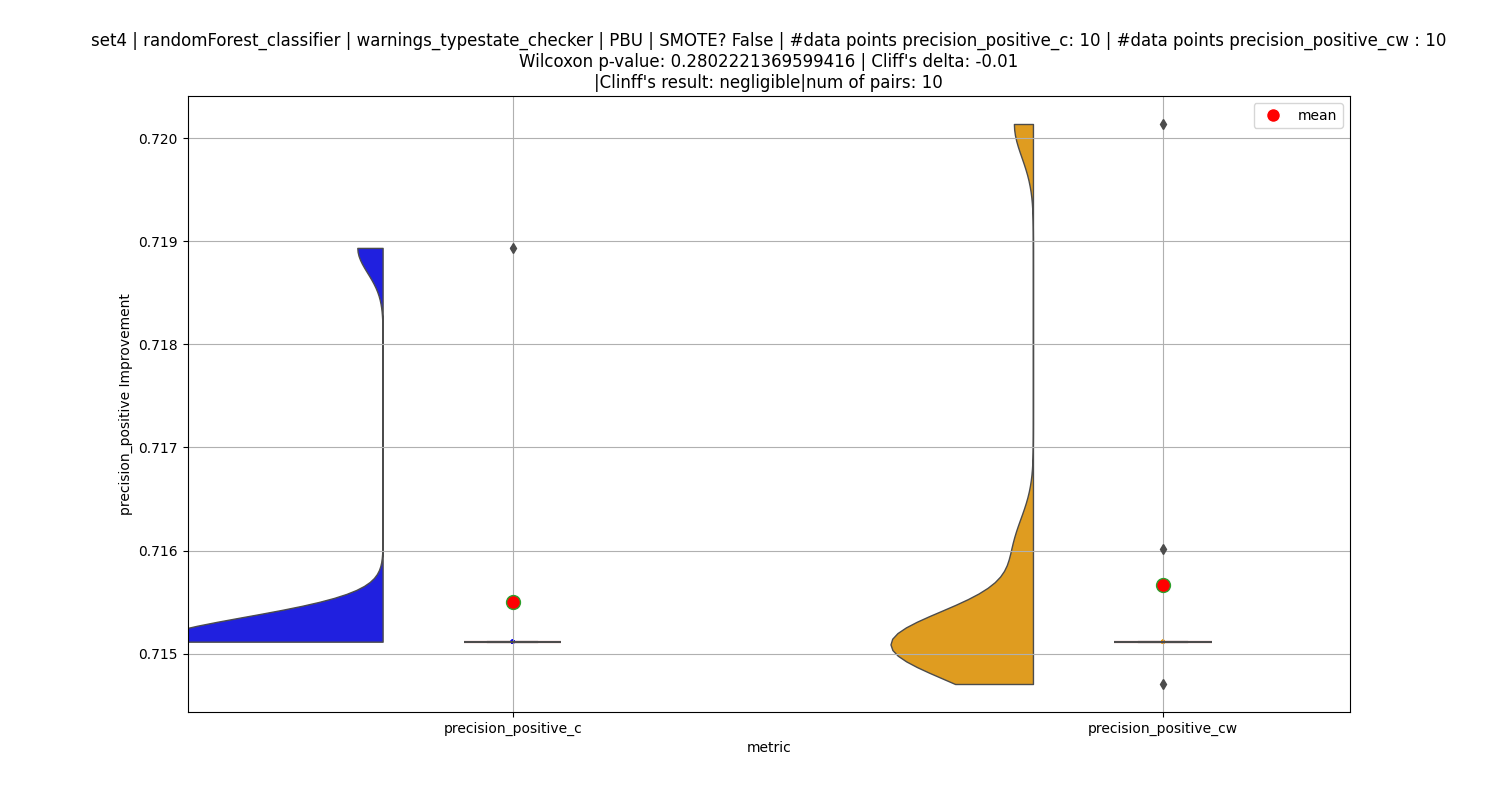 set4 | randomForest_classifier | warnings_typestate_checker | PBU | SMOTE? False | #data points precision_positive_c: 10 | #data points precision_positive_cw : 10
Wilcoxon p-value: 0.2802221369599416 | Cliff's delta: -0.01
|Clinff's result: negligible|num of pairs: 10
mean
precision_positive Improvement
0.720
0.719
0.718
0.717
0.716
0.715
precision_positive_c
precision_positive_cw
metric